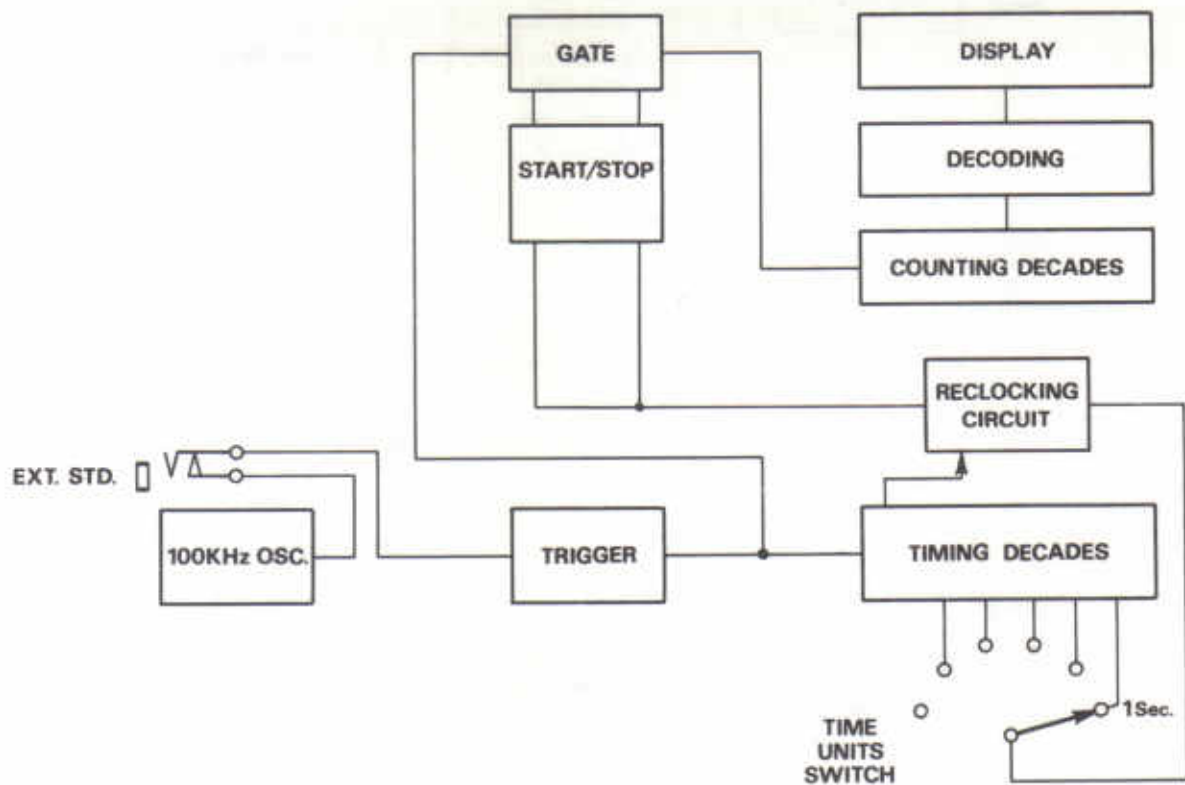 GATE
DISPLAY
START/STOP
DECODING
COUNTING DECADES
RECLOCKING
CIRCUIT
EXT. STD.
100KHz OSC.
TRIGGER
TIMING DECADES
1Sec.
TIME
UNITS
SWITCH